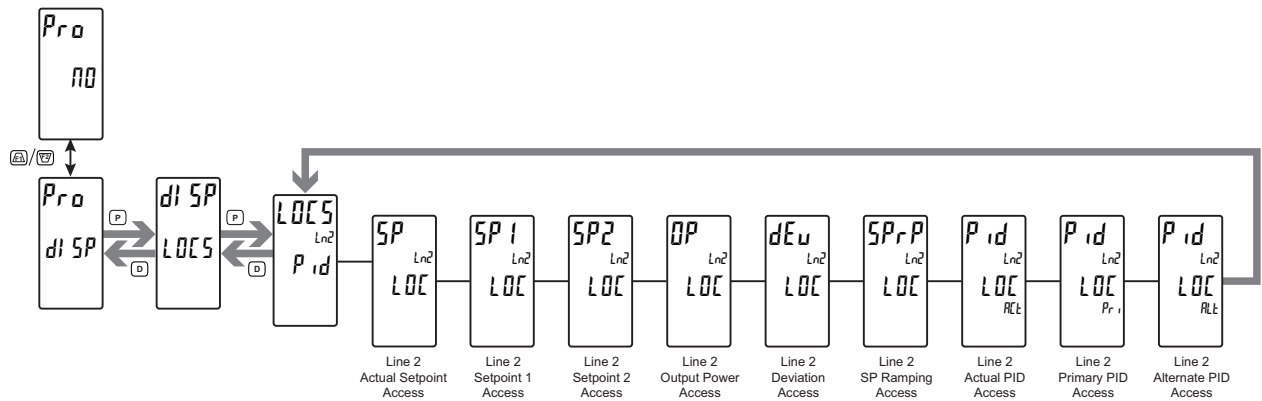 Pro
NO
/
Pro
dISP
P
D
dISP
LOCS
P
D
LOCS
Ln2
Pid
SP
Ln2
LOC
Line 2
Actual Setpoint
Access
SP1
Ln2
LOC
Line 2
Setpoint 1
Access
SP2
Ln2
LOC
Line 2
Setpoint 2
Access
OP
Ln2
LOC
Line 2
Output Power
Access
dEv
Ln2
LOC
Line 2
Deviation
Access
SPrP
Ln2
LOC
Line 2
SP Ramping
Access
Pid
Ln2
LOC
ACt
Line 2
Actual PID
Access
Pid
Ln2
LOC
Pri
Line 2
Primary PID
Access
Pid
Ln2
LOC
ALt
Line 2
Alternate PID
Access